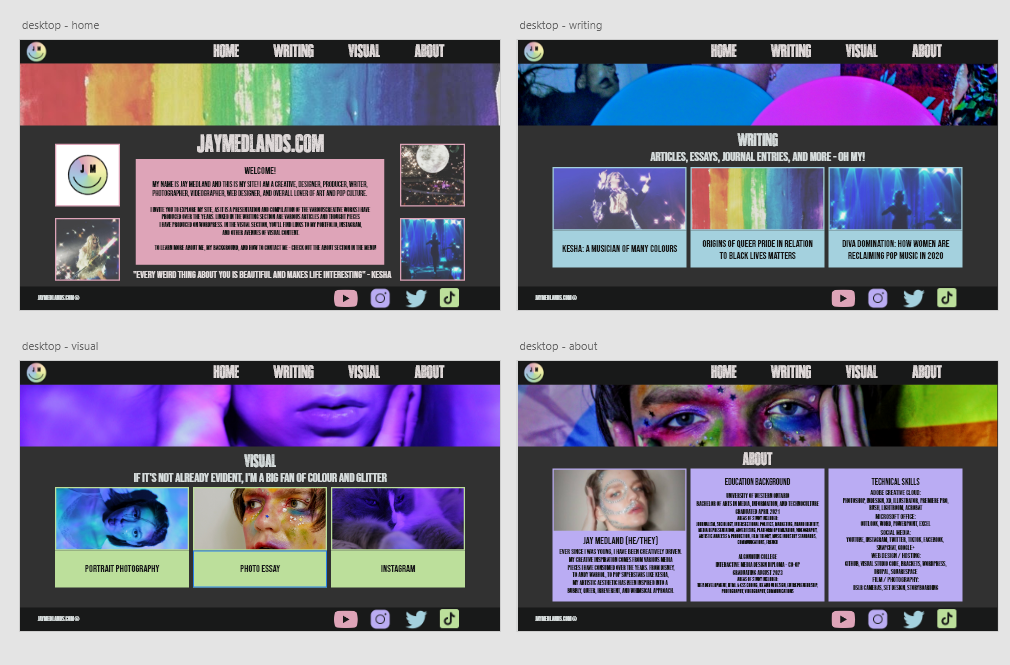 desktop - home
J M
HOME WRITING VISUAL ABOUT
JAYMEDLANDS.COM
J M
WELCOME!
MY NAME IS JAY MEDLAND AND THIS IS MY SITE! I AM A CREATIVE, DESIGNER, PRODUCER, WRITER,
PHOTOGRAPHER, VIDEOGRAPHER, WEB DESIGNER, AND OVERALL LOVER OF ART AND POP CULTURE.
I INVITE YOU TO EXPLORE MY SITE, AS IT IS A PRESENTATION AND COMPILATION OF THE VARIOUS CREATIVE WORKS I HAVE
PRODUCED OVER THE YEARS. LINKED IN THE WRITING SECTION ARE VARIOUS ARTICLES AND THOUGHT PIECES
I HAVE PRODUCED ON WORDPRESS. IN THE VISUAL SECTION, YOU'LL FIND LINKS TO MY PORTFOLIO, INSTAGRAM,
AND OTHER AVENUES OF VISUAL CONTENT.
TO LEARN MORE ABOUT ME, MY BACKGROUND, AND HOW TO CONTACT ME - CHECK OUT THE ABOUT SECTION IN THE MENU!
"EVERY WEIRD THING ABOUT YOU IS BEAUTIFUL AND MAKES LIFE INTERESTING" - KESHA
JAYMEDLANDS.COM ©
desktop - writing
J M
HOME WRITING VISUAL ABOUT
WRITING
ARTICLES, ESSAYS, JOURNAL ENTRIES, AND MORE - OH MY!
KESHA: A MUSICIAN OF MANY COLOURS
ORIGINS OF QUEER PRIDE IN RELATION
TO BLACK LIVES MATTERS
DIVA DOMINATION: HOW WOMEN ARE
RECLAIMING POP MUSIC IN 2020
JAYMEDLANDS.COM ©
desktop - visual
J M
HOME WRITING VISUAL ABOUT
VISUAL
IF IT'S NOT ALREADY EVIDENT, I'M A BIG FAN OF COLOUR AND GLITTER
PORTRAIT PHOTOGRAPHY
PHOTO ESSAY
INSTAGRAM
JAYMEDLANDS.COM ©
desktop - about
J M
HOME WRITING VISUAL ABOUT
ABOUT
JAY MEDLAND (HE/THEY)
EVER SINCE I WAS YOUNG, I HAVE BEEN CREATIVELY DRIVEN.
MY CREATIVE INSPIRATION COMES FROM VARIOUS MEDIA
PIECES I HAVE CONSUMED OVER THE YEARS. FROM DISNEY,
TO ANDY WARHOL, TO POP SUPERSTARS LIKE KESHA,
MY ARTISTIC AESTHETIC HAS BEEN INSPIRED INTO A
BUBBLY, QUEER, IRREVERENT, AND WHIMSICAL APPROACH.
EDUCATION BACKGROUND
UNIVERSITY OF WESTERN ONTARIO
BACHELOR OF ARTS IN MEDIA, INFORMATION, AND TECHNOCULTURE
GRADUATED APRIL 2021
AREAS OF STUDY INCLUDED:
ALGONQUIN COLLEGE
INTERACTIVE MEDIA DESIGN DIPLOMA - CO-OP
GRADUATING AUGUST 2023
AREAS OF STUDY INCLUDE:
TECHNICAL SKILLS
ADOBE CREATIVE CLOUD:
PHOTOSHOP, INDESIGN, XD, ILLUSTRATOR, PREMIERE PRO,
RUSH, LIGHTROOM, ACROBAT
MICROSOFT OFFICE:
OUTLOOK, WORD, POWERPOINT, EXCEL
SOCIAL MEDIA:
YOUTUBE, INSTAGRAM, TWITTER, TIKTOK, FACEBOOK,
SNAPCHAT, GOOGLE+
WEB DESIGN / HOSTING:
GITHUB, VISUAL STUDIO CODE, BRACKETS, WORDPRESS,
DRUPAL, SQUARESPACE
FILM / PHOTOGRAPHY:
USER CAMERAS, SET DESIGN, STORYBOARDING
JAYMEDLANDS.COM ©